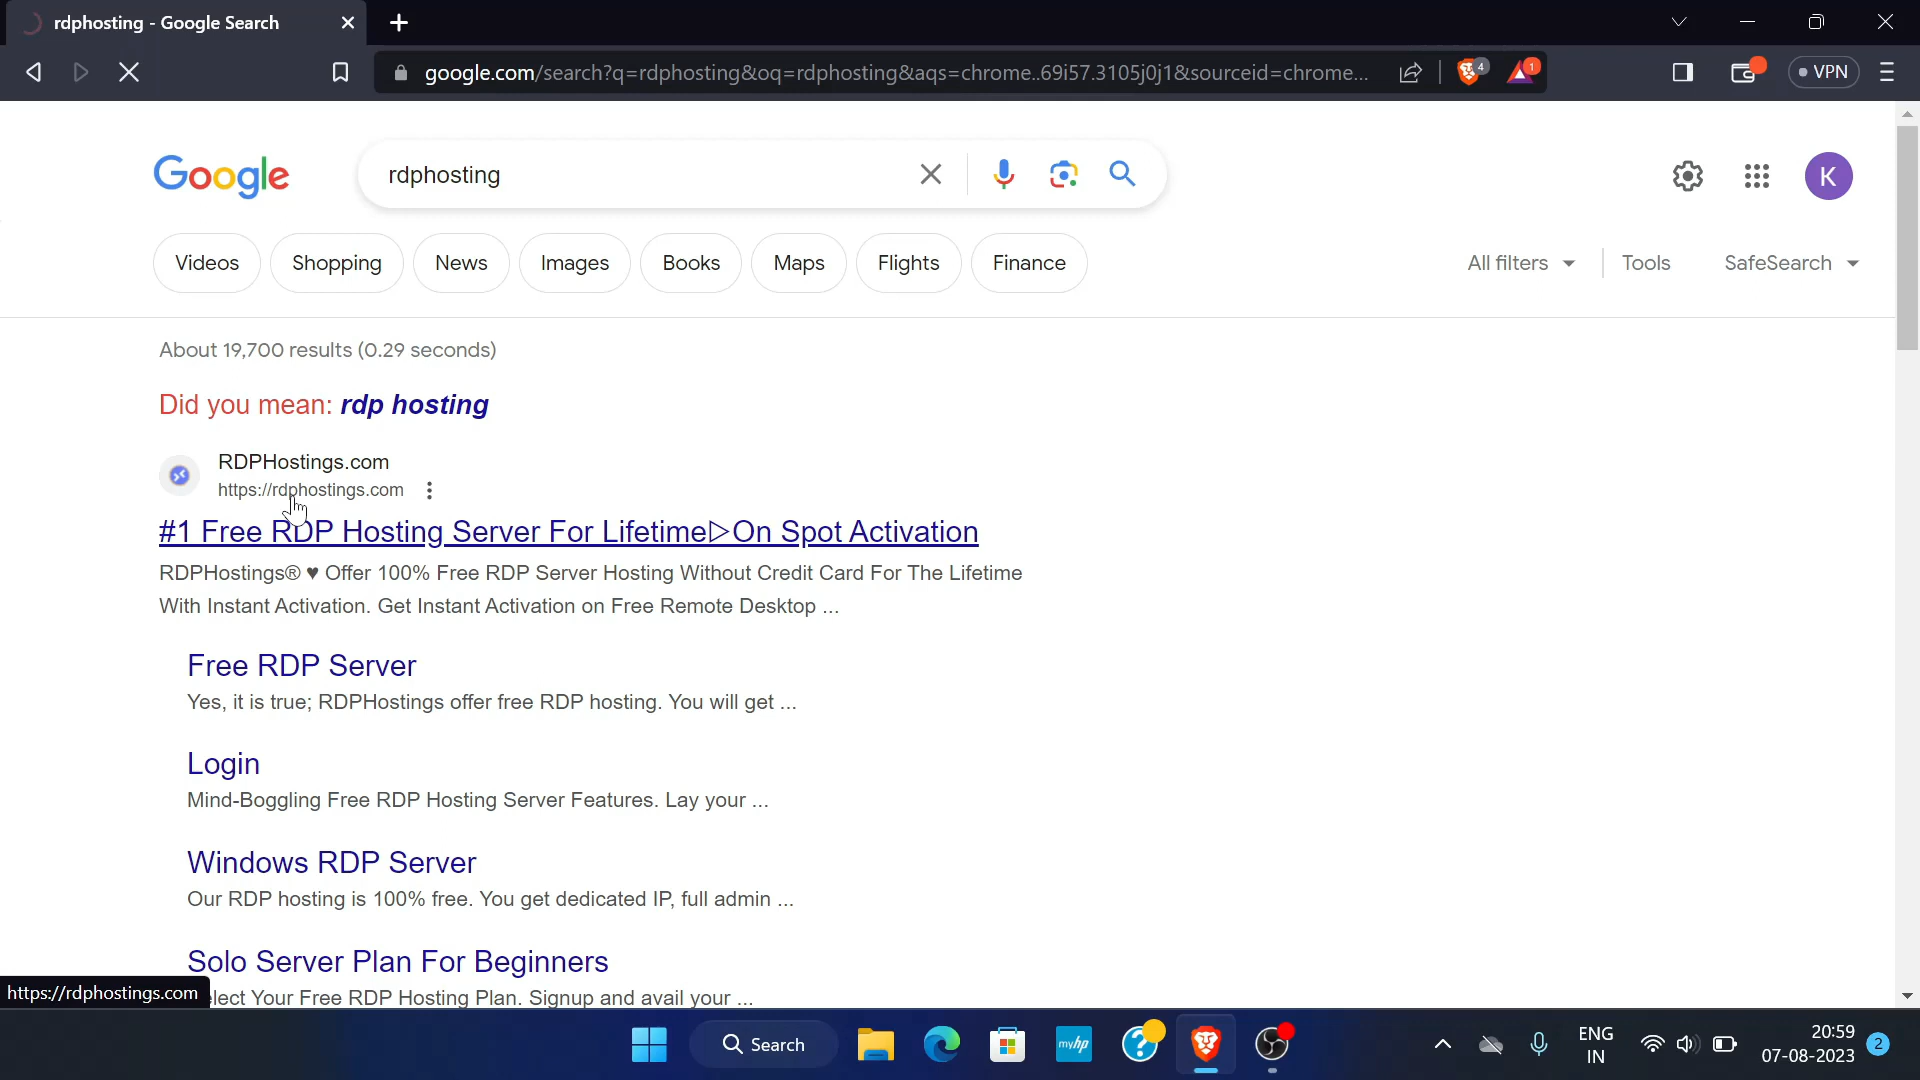 rdphosting - Google Search
google.com/search?q=rdphosting&oq=rdphosting&aqs=chrome..69i57.3105j0j1&sourceid=chrome...
4
1
VPN
Google
rdphosting
K
Videos
Shopping
News
Images
Books
Maps
Flights
Finance
All filters
Tools
SafeSearch
About 19,700 results (0.29 seconds)
Did you mean: rdp hosting
RDPHostings.com
https://rdphostings.com
#1 Free RDP Hosting Server For Lifetime▷On Spot Activation
RDPHostings® ♥ Offer 100% Free RDP Server Hosting Without Credit Card For The Lifetime
With Instant Activation. Get Instant Activation on Free Remote Desktop ...
Free RDP Server
Yes, it is true; RDPHostings offer free RDP hosting. You will get ...
Login
Mind-Boggling Free RDP Hosting Server Features. Lay your ...
Windows RDP Server
Our RDP hosting is 100% free. You get dedicated IP, full admin ...
Solo Server Plan For Beginners
lect Your Free RDP Hosting Plan. Signup and avail your ...
https://rdphostings.com
Search
myhp
ENG
IN
20:59
07-08-2023
2